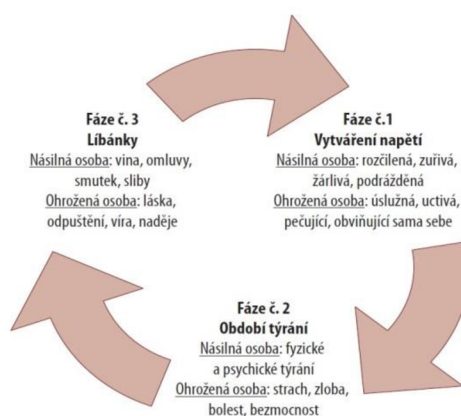 Fáze č. 3
Líbánky
Násilná osoba: vina, omluvy,
smutek, sliby
Ohrožená osoba: láska,
odpuštění, víra, naděje
Fáze č.1
Vytváření napětí
Násilná osoba: rozčilená, zuřivá,
žárlivá, podrážděná
Ohrožená osoba: úslužná, uctivá,
pečující, obviňující sama sebe
Fáze č. 2
Období týrání
Násilná osoba: fyzické
a psychické týrání
Ohrožená osoba: strach, zloba,
bolest, bezmocnost